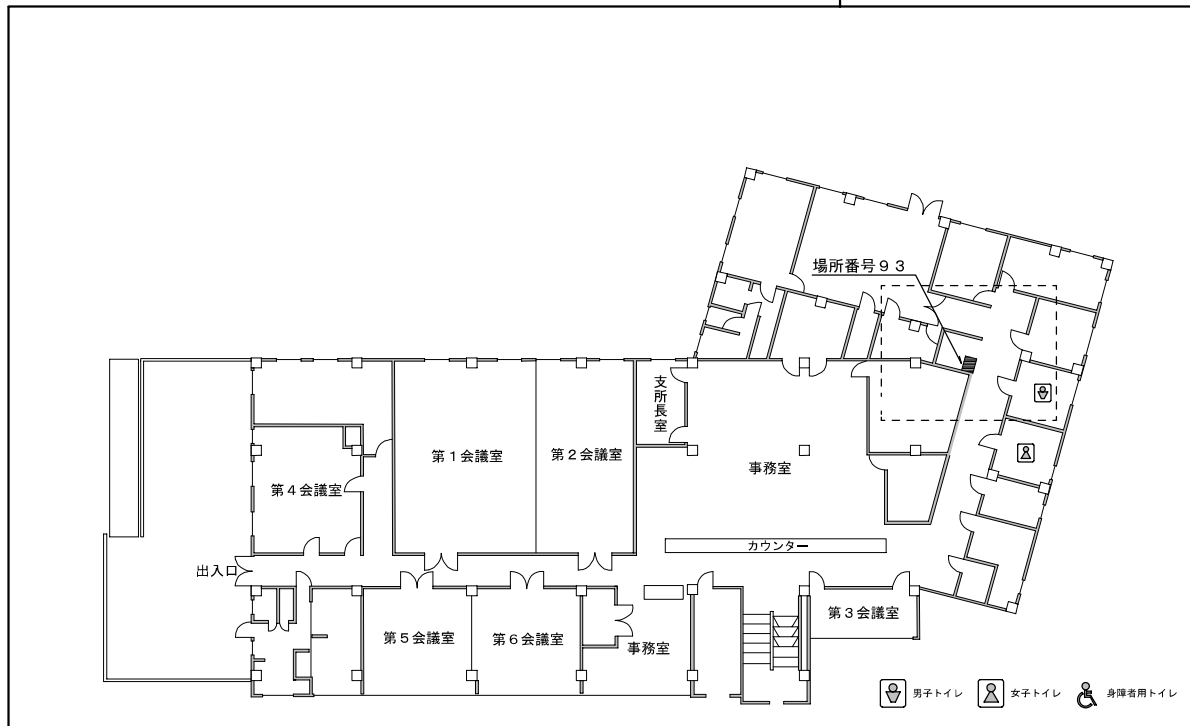 場所番号９３
支所長室
第１会議室
第２会議室
事務室
第４会議室
カウンター
出入口
第３会議室
第５会議室
第６会議室
事務室
男子トイレ
女子トイレ
身障者用トイレ